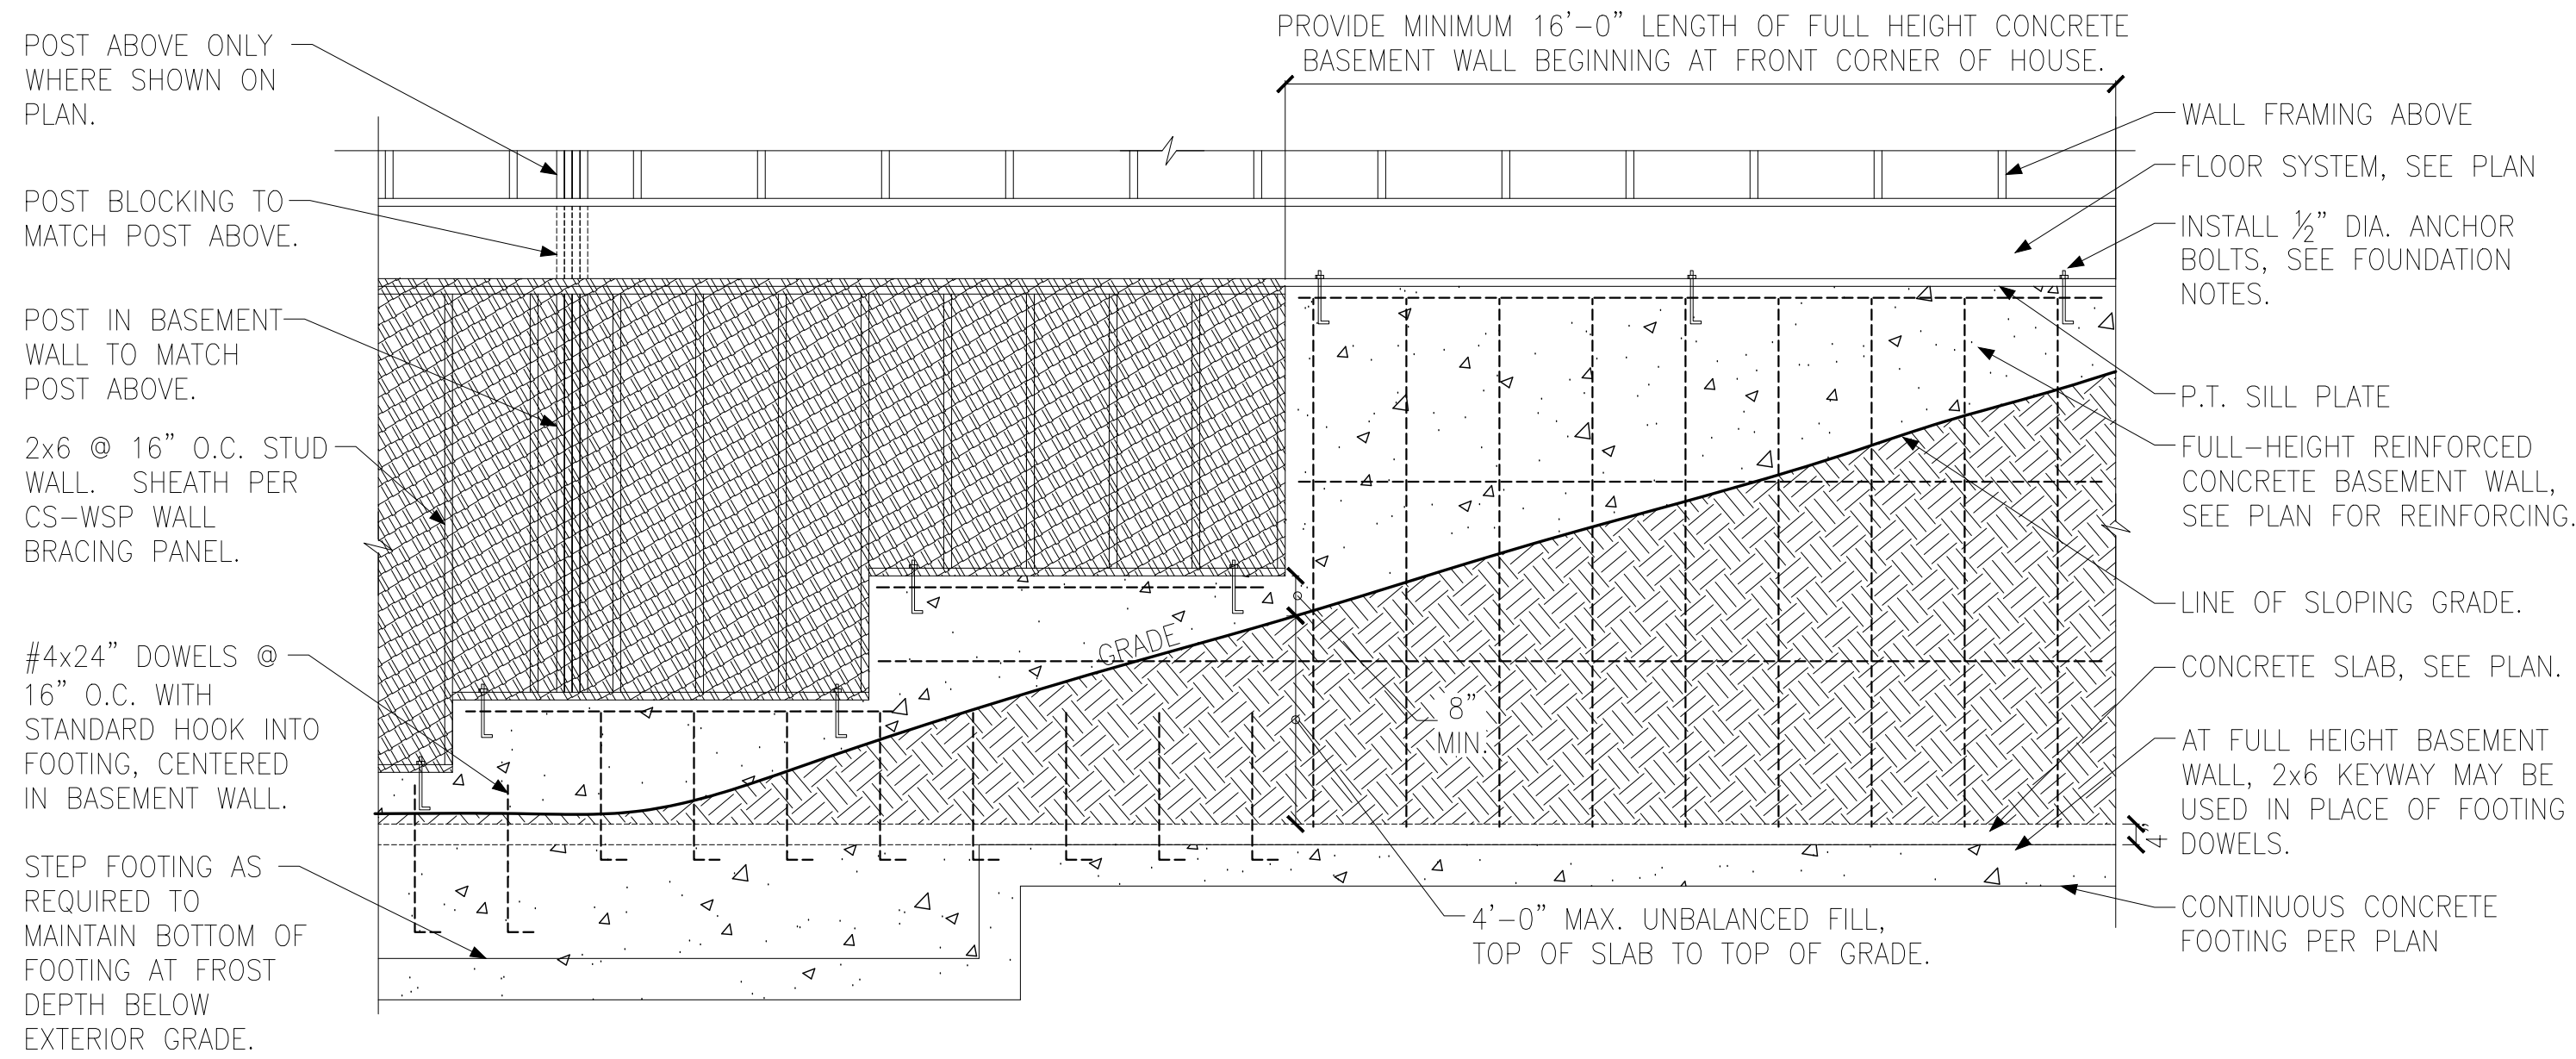 PROVIDE MINIMUM 16'-0" LENGTH OF FULL HEIGHT CONCRETE
BASEMENT WALL BEGINNING AT FRONT CORNER OF HOUSE.
POST ABOVE ONLY
WHERE SHOWN ON
PLAN.
POST BLOCKING TO
MATCH POST ABOVE.
POST IN BASEMENT
WALL TO MATCH
POST ABOVE.
2x6 @ 16" O.C. STUD
WALL. SHEATH PER
CS-WSP WALL
BRACING PANEL.
#4x24" DOWELS @
16" O.C. WITH
STANDARD HOOK INTO
FOOTING, CENTERED
IN BASEMENT WALL.
STEP FOOTING AS
REQUIRED TO
MAINTAIN BOTTOM OF
FOOTING AT FROST
DEPTH BELOW
EXTERIOR GRADE.
GRADE
8"
MIN.
4'-0" MAX. UNBALANCED FILL,
TOP OF SLAB TO TOP OF GRADE.
WALL FRAMING ABOVE
FLOOR SYSTEM, SEE PLAN
INSTALL ½" DIA. ANCHOR
BOLTS, SEE FOUNDATION
NOTES.
P.T. SILL PLATE
FULL-HEIGHT REINFORCED
CONCRETE BASEMENT WALL,
SEE PLAN FOR REINFORCING.
LINE OF SLOPING GRADE.
CONCRETE SLAB, SEE PLAN.
AT FULL HEIGHT BASEMENT
WALL, 2x6 KEYWAY MAY BE
USED IN PLACE OF FOOTING
DOWELS.
4"
CONTINUOUS CONCRETE
FOOTING PER PLAN